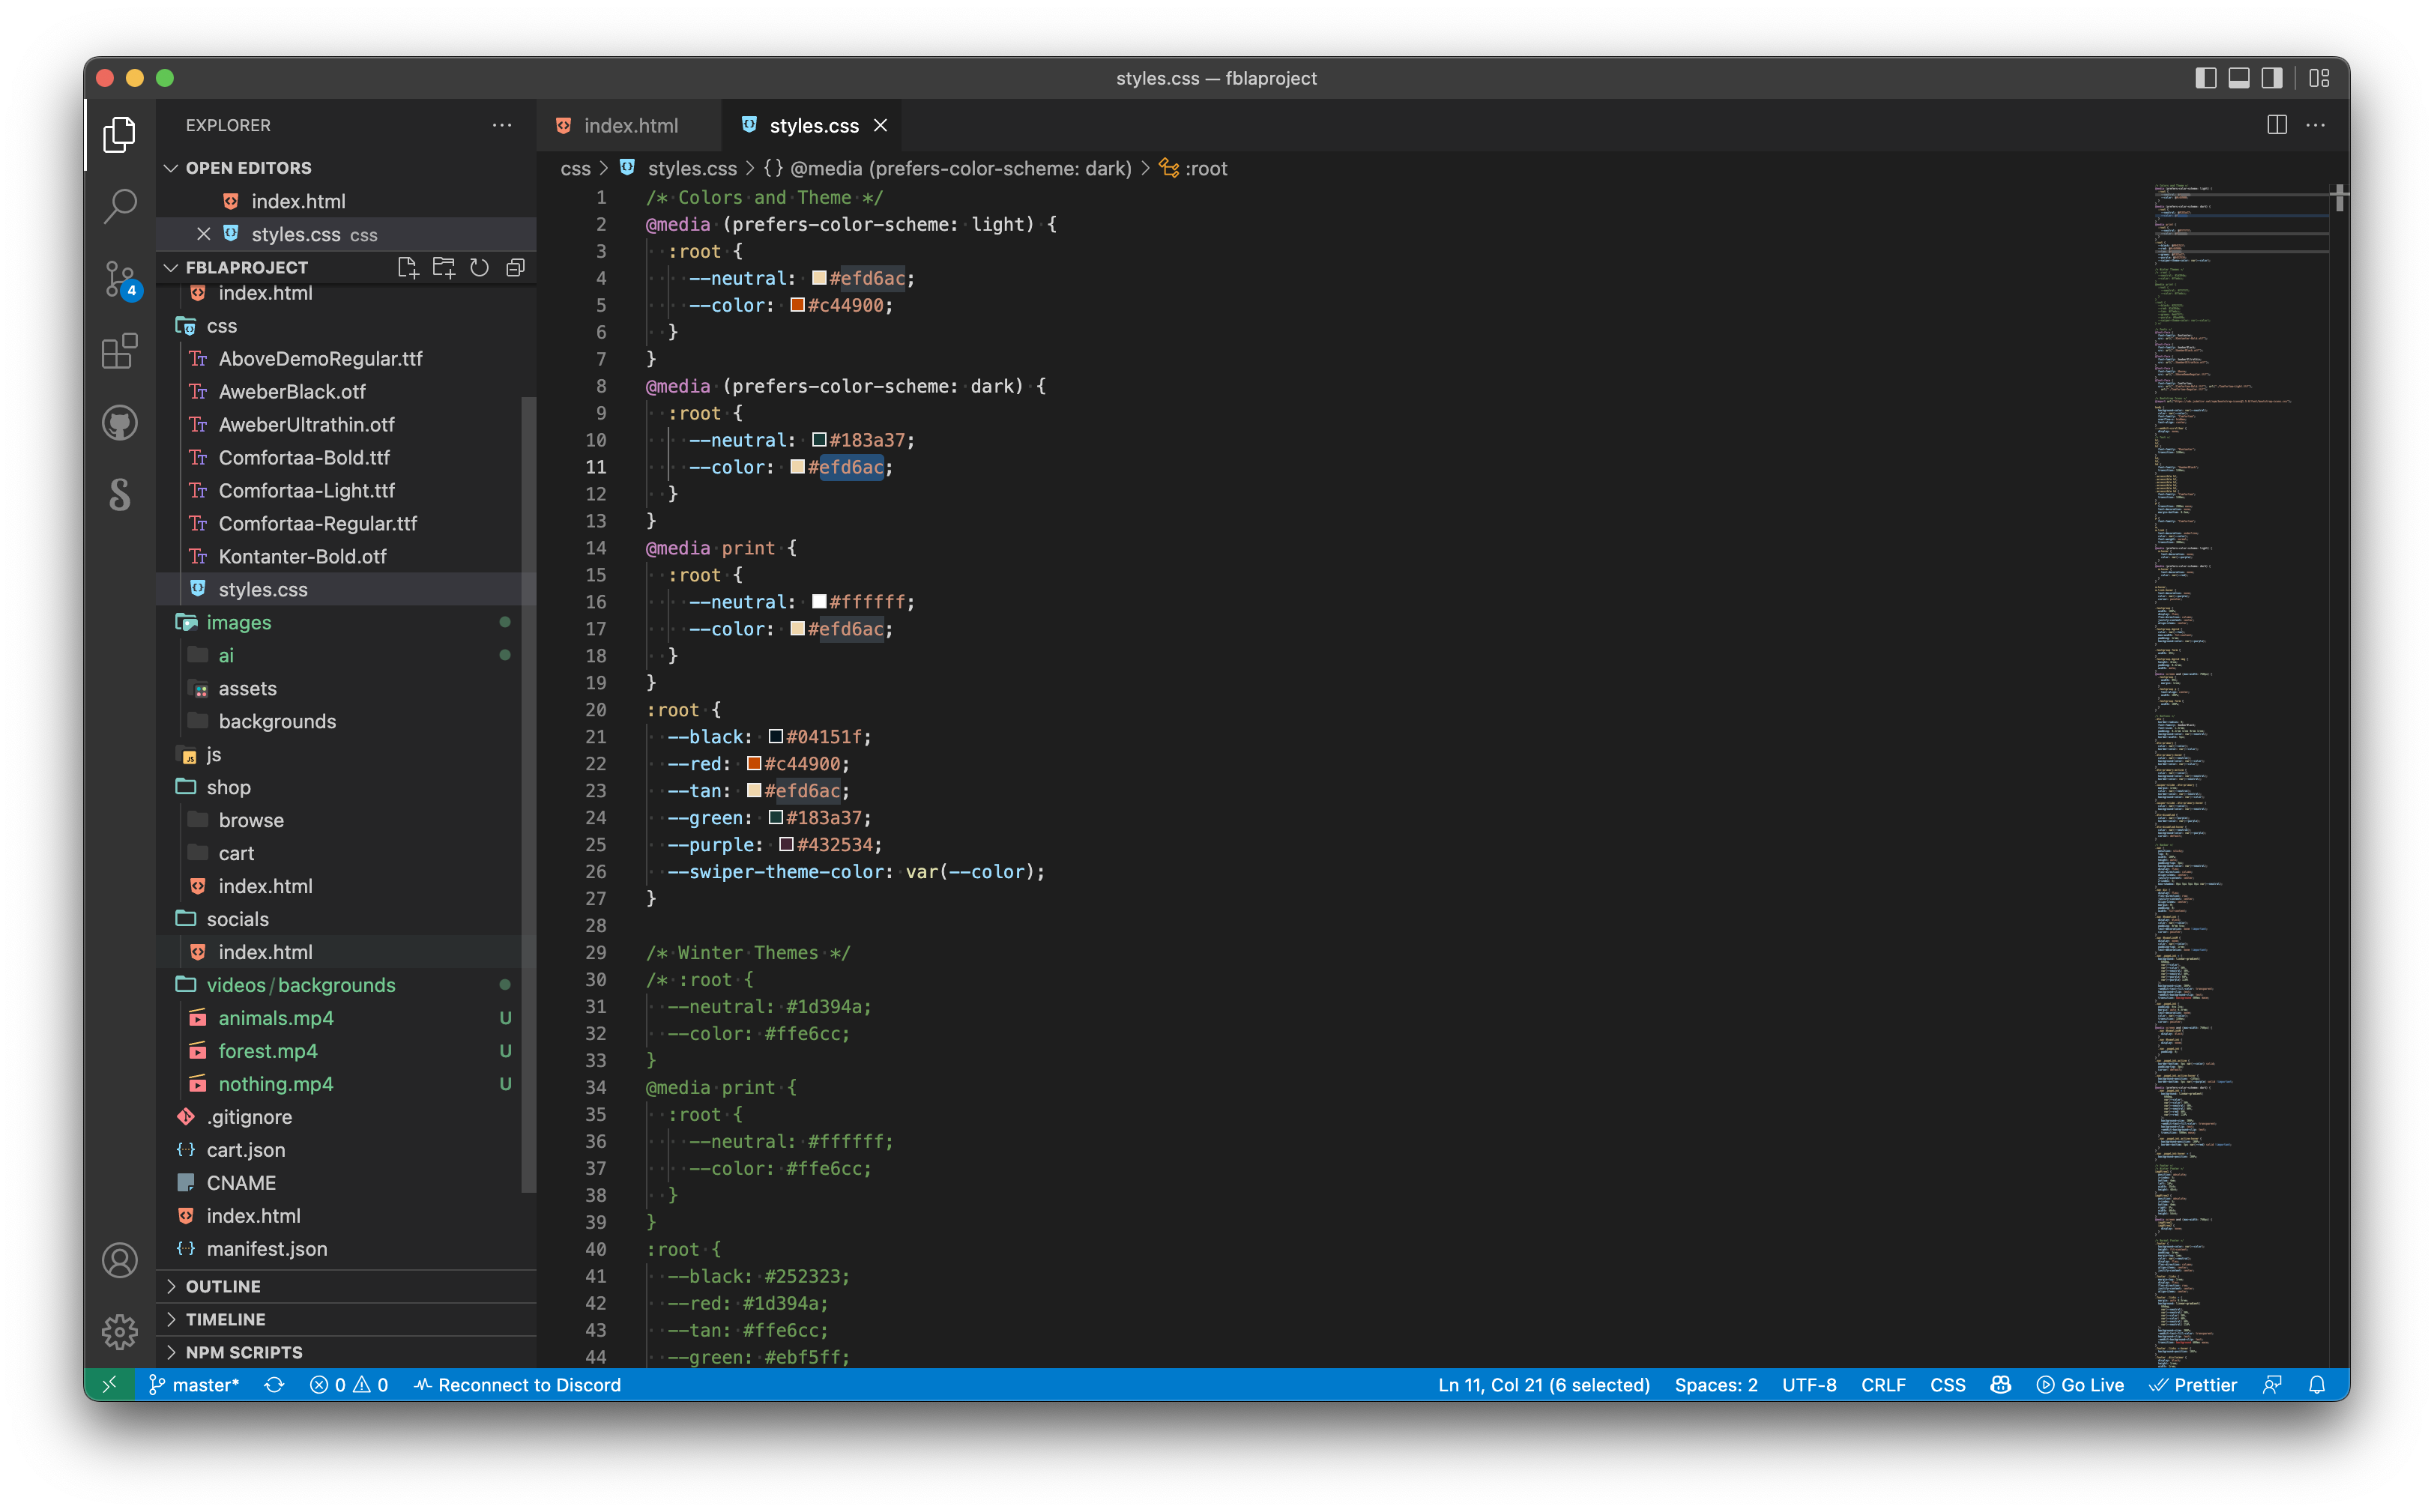 styles.css — fblaproject
EXPLORER
OPEN EDITORS
index.html
styles.css css
FBLAPROJECT
4
index.html
css
AboveDemoRegular.ttf
AweberBlack.otf
AweberUltrathin.otf
Comfortaa-Bold.ttf
Comfortaa-Light.ttf
Comfortaa-Regular.ttf
Kontanter-Bold.otf
styles.css
images
ai
assets
backgrounds
js
shop
browse
cart
index.html
socials
index.html
videos/backgrounds
animals.mp4 U
forest.mp4 U
nothing.mp4 U
.gitignore
cart.json
CNAME
index.html
manifest.json
OUTLINE
TIMELINE
NPM SCRIPTS
index.html styles.css
css > styles.css > {} @media (prefers-color-scheme: dark) > :root
1 /* Colors and Theme */
2 @media (prefers-color-scheme: light) {
3 :root {
4 --neutral: #efd6ac;
5 --color: #c44900;
6 }
7 }
8 @media (prefers-color-scheme: dark) {
9 :root {
10 --neutral: #183a37;
11 --color: #efd6ac;
12 }
13 }
14 @media print {
15 :root {
16 --neutral: #ffffff;
17 --color: #efd6ac;
18 }
19 }
20 :root {
21 --black: #04151f;
22 --red: #c44900;
23 --tan: #efd6ac;
24 --green: #183a37;
25 --purple: #432534;
26 --swiper-theme-color: var(--color);
27 }
28
29 /* Winter Themes */
30 /* :root {
31 --neutral: #1d394a;
32 --color: #ffe6cc;
33 }
34 @media print {
35 :root {
36 --neutral: #ffffff;
37 --color: #ffe6cc;
38 }
39 }
40 :root {
41 --black: #252323;
42 --red: #1d394a;
43 --tan: #ffe6cc;
44 --green: #ebf5ff;
master* 0 0 Reconnect to Discord Ln 11, Col 21 (6 selected) Spaces: 2 UTF-8 CRLF CSS Go Live Prettier